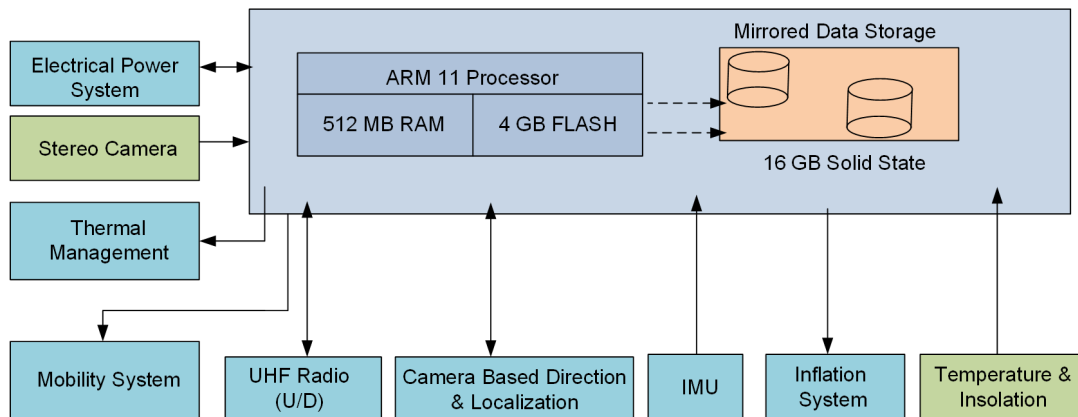 Mirrored Data Storage
Electrical Power
System
ARM 11 Processor
512 MB RAM
4 GB FLASH
Stereo Camera
16 GB Solid State
Thermal
Management
Mobility System
UHF Radio
(U/D)
Camera Based Direction
& Localization
IMU
Inflation
System
Temperature &
Insolation